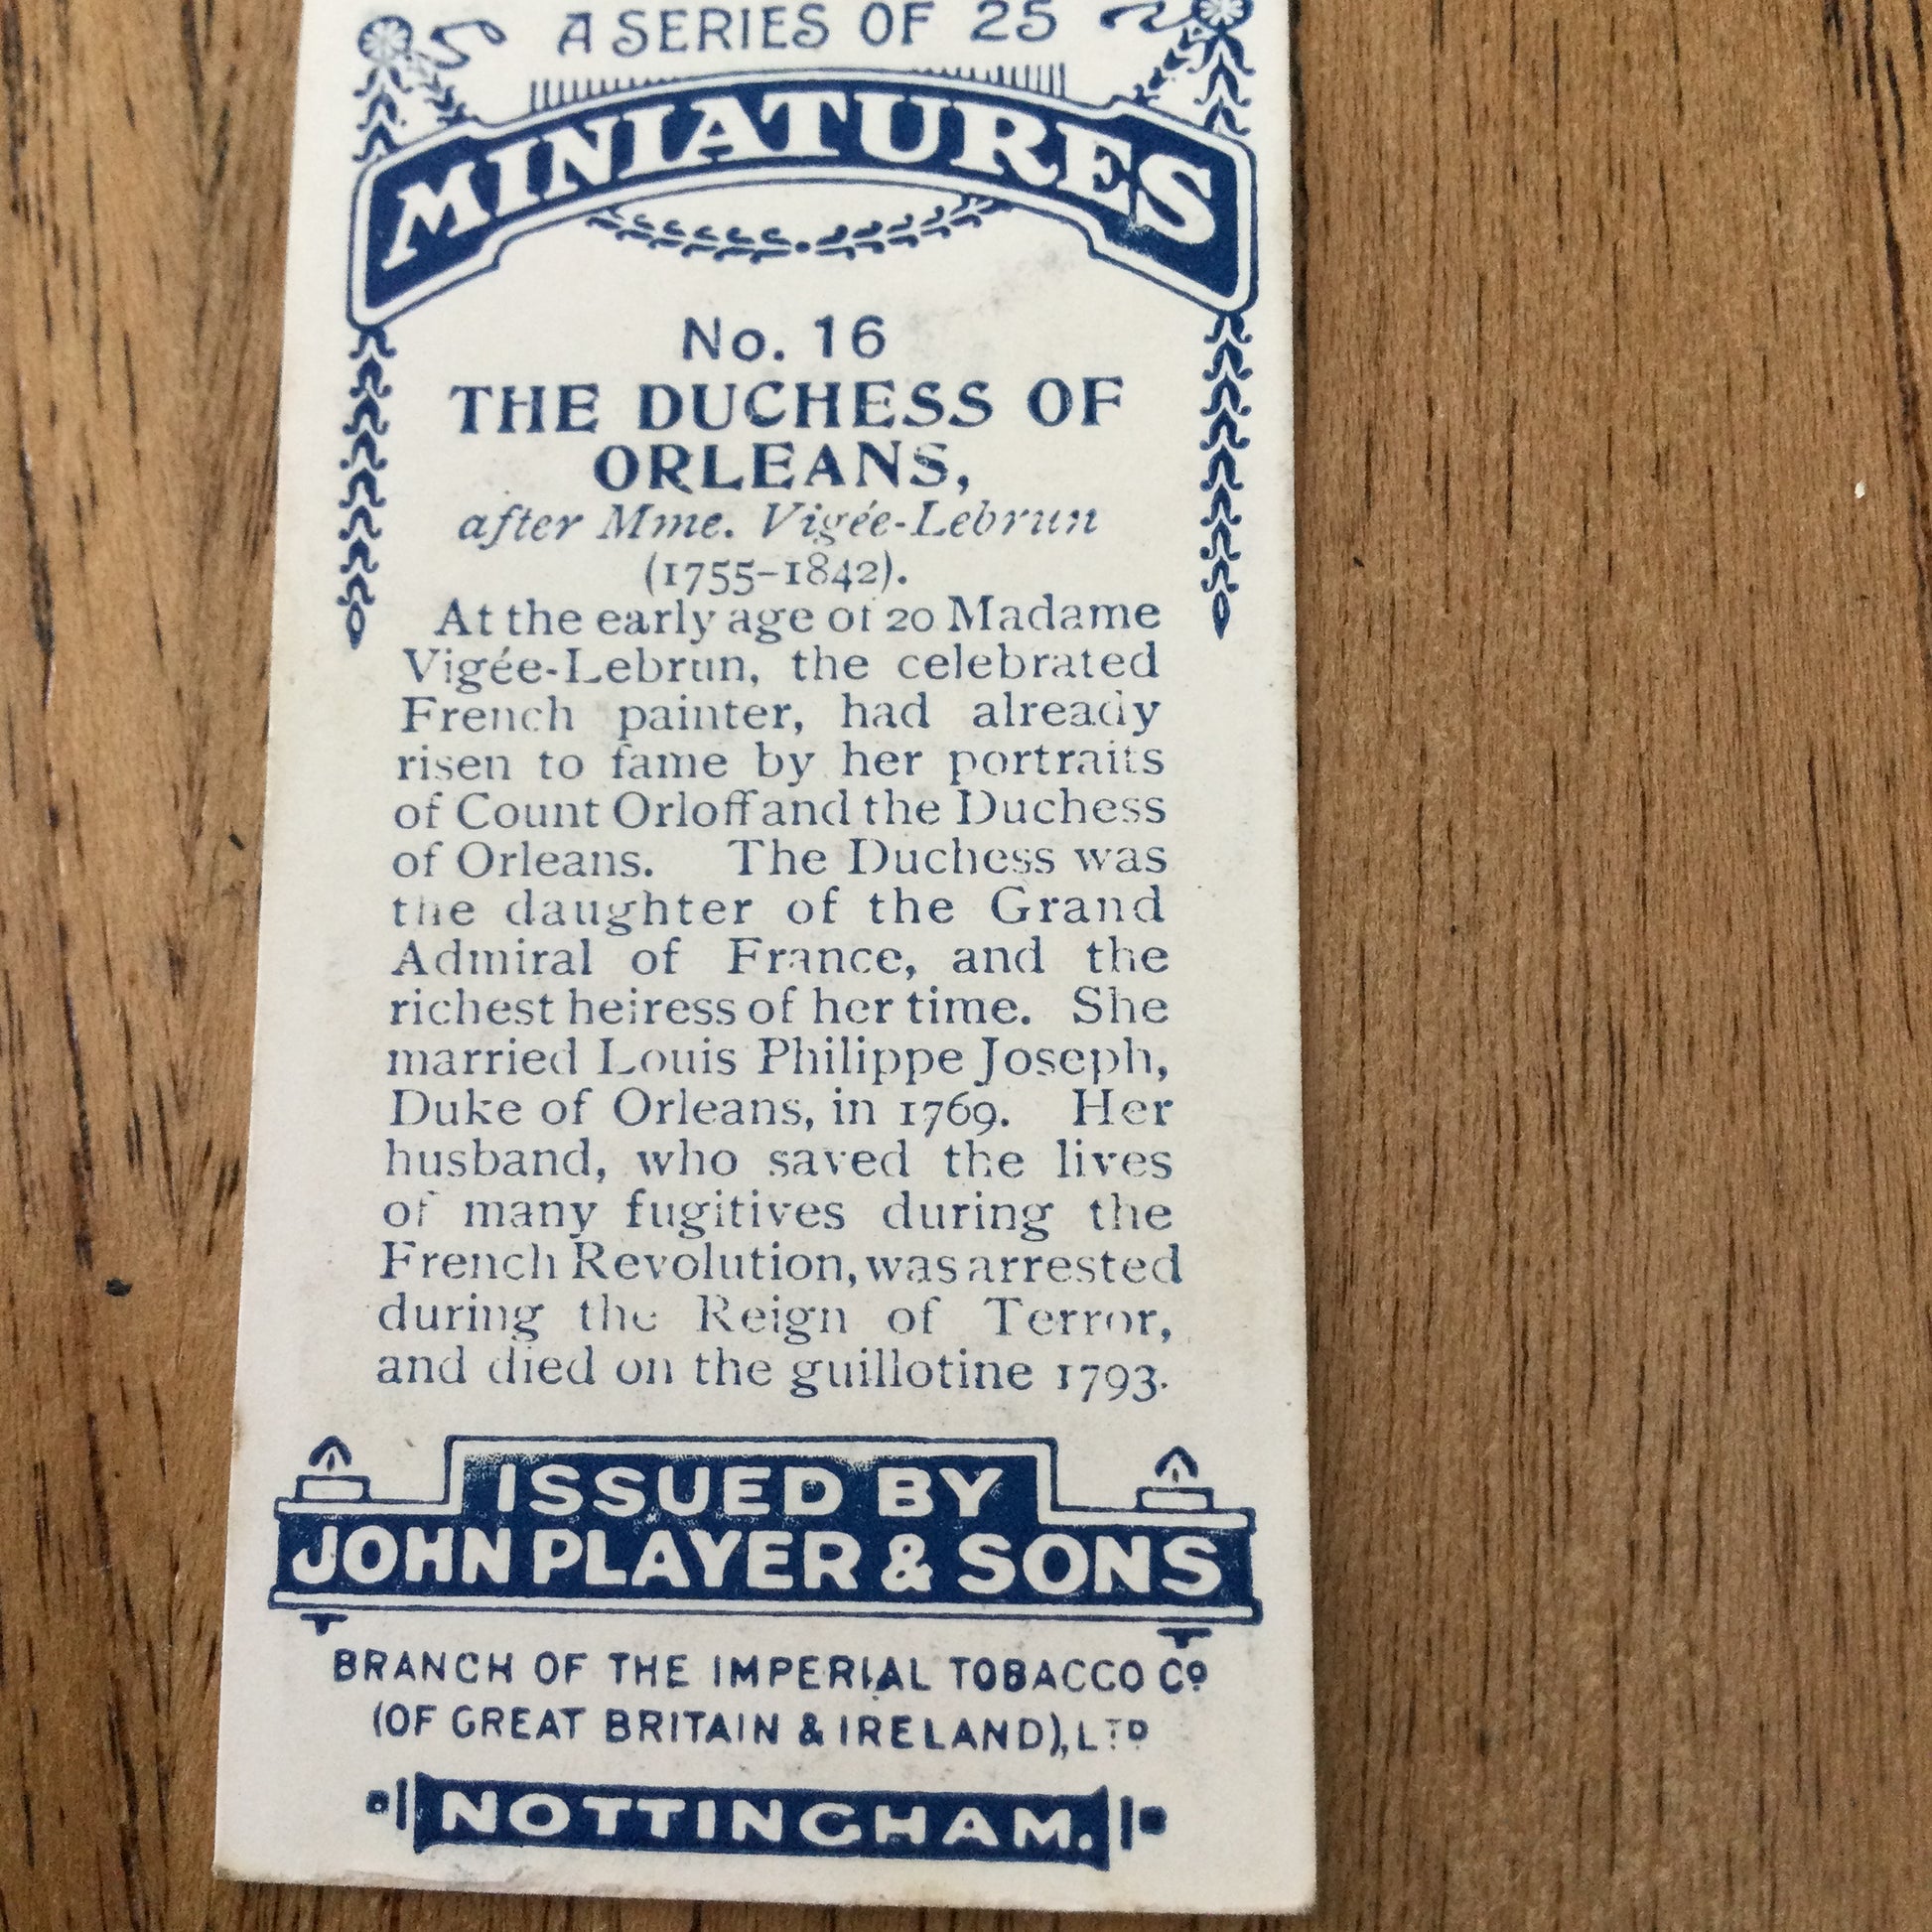 A SERIES OF 25
MINIATURES
No. 16
THE DUCHESS OF
ORLEANS,
after Mme. Vigée-Lebrun
(1755-1842).
At the early age of 20 Madame
Vigée-Lebrun, the celebrated
French painter, had already
risen to fame by her portraits
of Count Orloff and the Duchess
of Orleans. The Duchess was
the daughter of the Grand
Admiral of France, and the
richest heiress of her time. She
married Louis Philippe Joseph,
Duke of Orleans, in 1769. Her
husband, who saved the lives
of many fugitives during the
French Revolution, was arrested
during the Reign of Terror,
and died on the guillotine 1793.
ISSUED BY
JOHN PLAYER & SONS
BRANCH OF THE IMPERIAL TOBACCO CO
(OF GREAT BRITAIN & IRELAND), LTD
NOTTINGHAM.